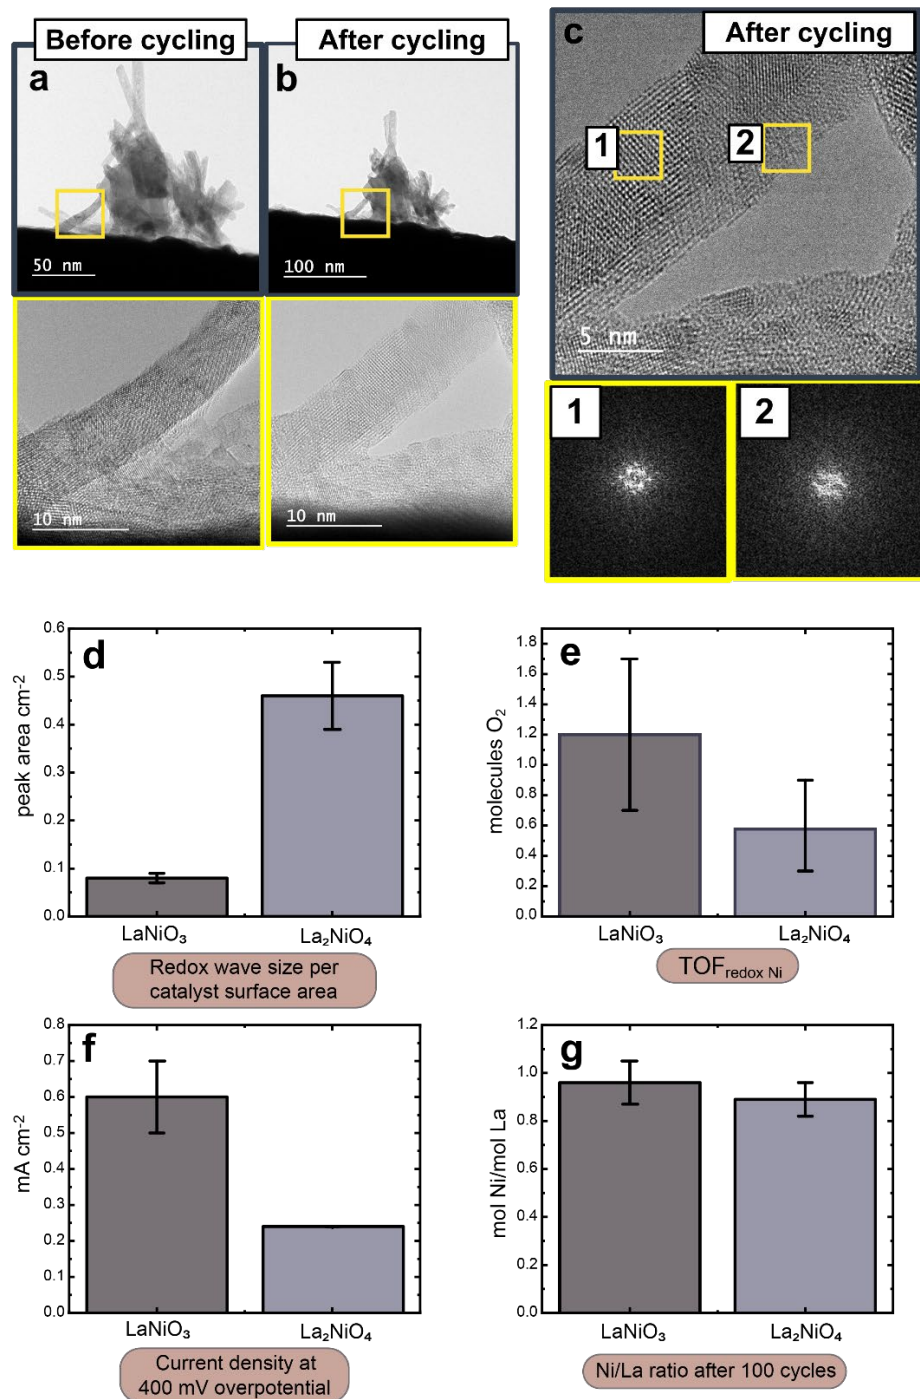 Before cycling
After cycling
c
After cycling
a
b
1
2
50 nm
100 nm
5 nm
10 nm
10 nm
1
2
d
peak area cm-2
0.6
0.5
0.4
0.3
0.2
0.1
0.0
LaNiO₃
La₂NiO₄
Redox wave size per
catalyst surface area
e
molecules O₂
1.8
1.6
1.4
1.2
1.0
0.8
0.6
0.4
0.2
0.0
LaNiO₃
La₂NiO₄
TOFredox Ni
f
mA cm-2
0.8
0.7
0.6
0.5
0.4
0.3
0.2
0.1
0.0
LaNiO₃
La₂NiO₄
Current density at
400 mV overpotential
g
mol Ni/mol La
1.2
1.0
0.8
0.6
0.4
0.2
0.0
LaNiO₃
La₂NiO₄
Ni/La ratio after 100 cycles